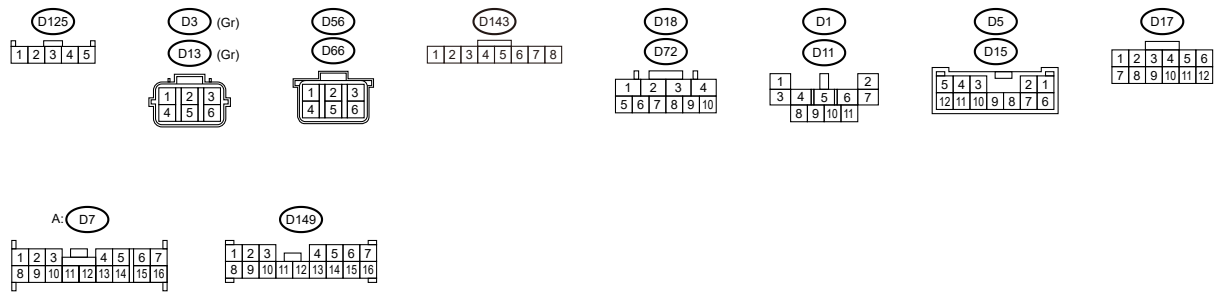 D125
1 2 3 4 5
D3 (Gr)
D13 (Gr)
1 2 3
4 5 6
D56
D66
1 2 3
4 5 6
D143
1 2 3 4 5 6 7 8
D18
D72
1 2 3 4
5 6 7 8 9 10
D1
D11
1 2
3 4 5 6 7
8 9 10 11
D5
D15
5 4 3 2 1
12 11 10 9 8 7 6
D17
1 2 3 4 5 6
7 8 9 10 11 12
A: D7
1 2 3 4 5 6 7
8 9 10 11 12 13 14 15 16
D149
1 2 3 4 5 6 7
8 9 10 11 12 13 14 15 16